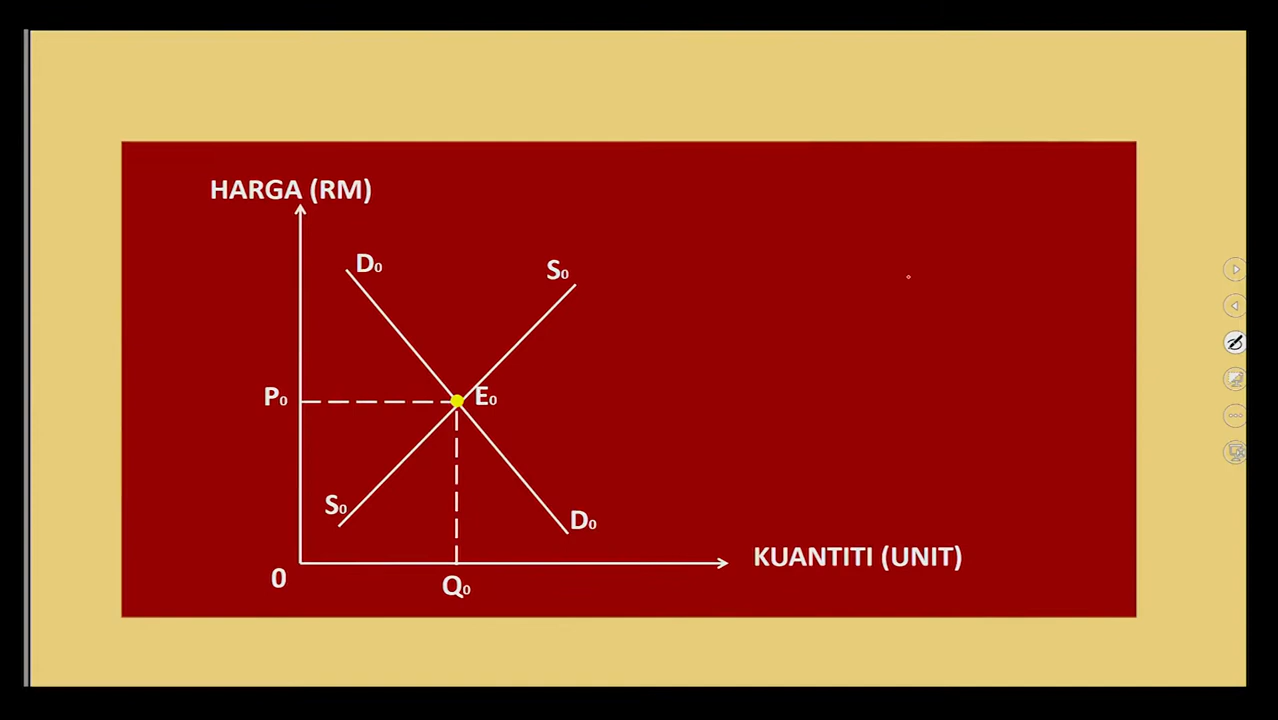 HARGA (RM)
D₀
S₀
P₀
E₀
S₀
D₀
KUANTITI (UNIT)
0
Q₀